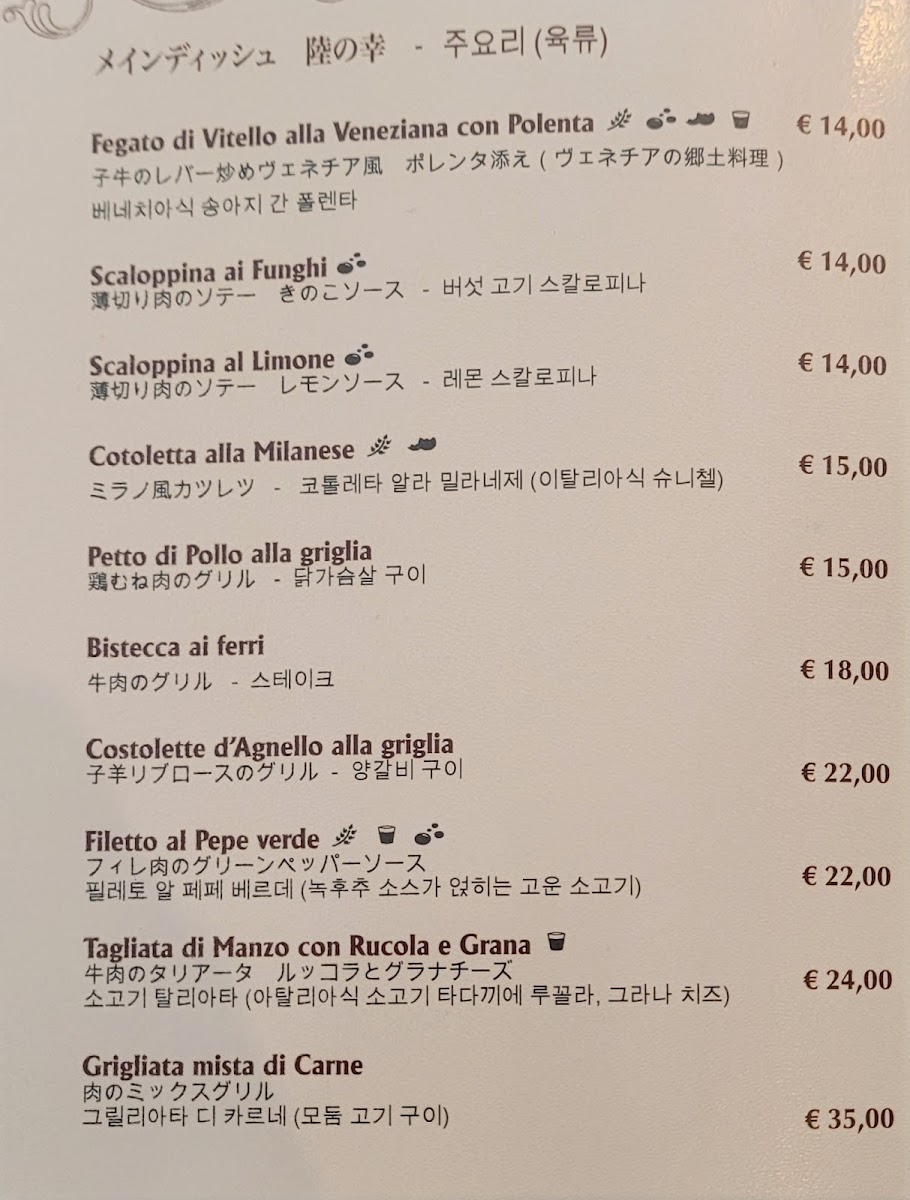 メインディッシュ 陸の幸 - 주요리 (육류)
Fegato di Vitello alla Veneziana con Polenta € 14,00
子牛のレバー炒めヴェネチア風 ポレンタ添え ( ヴェネチアの郷土料理 )
베네치아식 송아지 간 폴렌타
Scaloppina ai Funghi € 14,00
薄切り肉のソテー きのこソース - 버섯 고기 스칼로피나
Scaloppina al Limone € 14,00
薄切り肉のソテー レモンソース - 레몬 스칼로피나
Cotoletta alla Milanese € 15,00
ミラノ風カツレツ - 코톨레타 알라 밀라네제 (이탈리아식 슈니첼)
Petto di Pollo alla griglia € 15,00
鶏むね肉のグリル - 닭가슴살 구이
Bistecca ai ferri € 18,00
牛肉のグリル - 스테이크
Costolette d'Agnello alla griglia € 22,00
子羊リブロースのグリル - 양갈비 구이
Filetto al Pepe verde € 22,00
フィレ肉のグリーンペッパーソース
필레토 알 페페 베르데 (녹후추 소스가 얹히는 고운 소고기)
Tagliata di Manzo con Rucola e Grana € 24,00
牛肉のタリアータ ルッコラとグラナチーズ
소고기 탈리아타 (아탈리아식 소고기 타다끼에 루꼴라, 그라나 치즈)
Grigliata mista di Carne
肉のミックスグリル
그릴리아타 디 카르네 (모둠 고기 구이) € 35,00